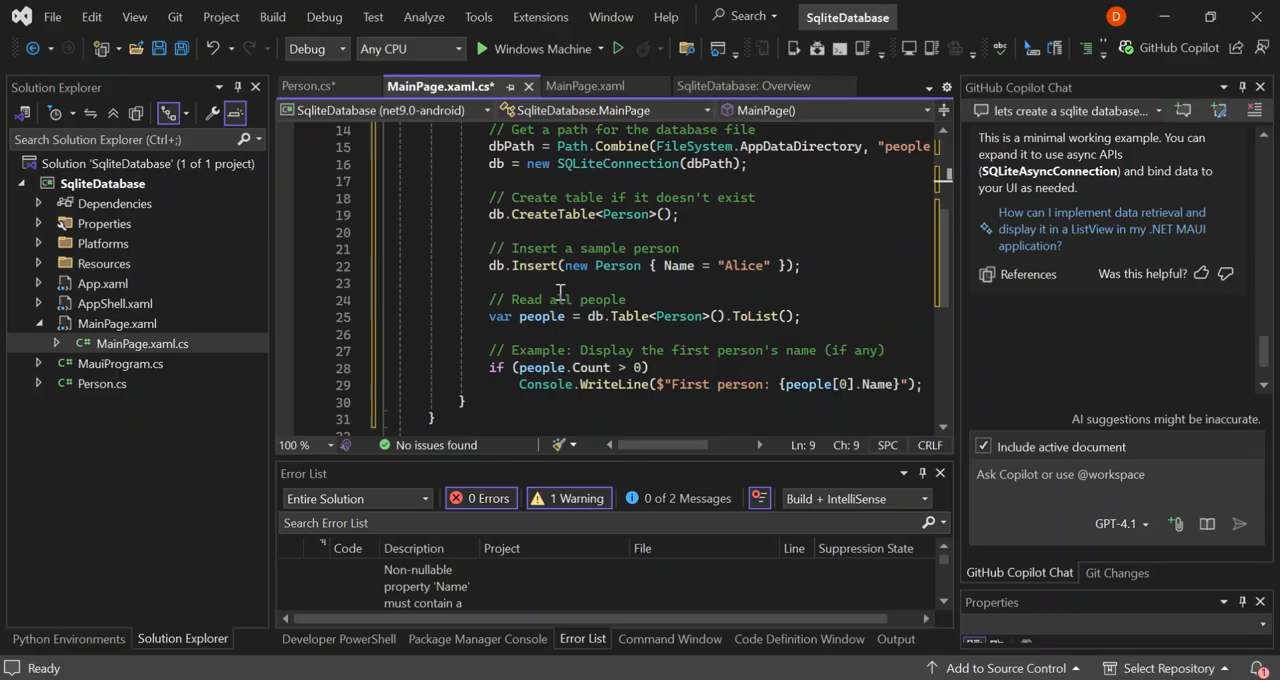 File Edit View Git Project Build Debug Test Analyze Tools Extensions Window Help Search SqliteDatabase D
Debug Any CPU Windows Machine GitHub Copilot
Solution Explorer
Search Solution Explorer (Ctrl+;)
Solution 'SqliteDatabase' (1 of 1 project)
SqliteDatabase
Dependencies
Properties
Platforms
Resources
App.xaml
AppShell.xaml
MainPage.xaml
C# MainPage.xaml.cs
C# MauiProgram.cs
C# Person.cs
Python Environments Solution Explorer
Person.cs* MainPage.xaml.cs* MainPage.xaml SqliteDatabase: Overview
SqliteDatabase (net9.0-android) SqliteDatabase.MainPage MainPage()
14 // Get a path for the database file
15 dbPath = Path.Combine(FileSystem.AppDataDirectory, "people
16 db = new SQLiteConnection(dbPath);
17
18 // Create table if it doesn't exist
19 db.CreateTable<Person>();
20
21 // Insert a sample person
22 db.Insert(new Person { Name = "Alice" });
23
24 // Read all people
25 var people = db.Table<Person>().ToList();
26
27 // Example: Display the first person's name (if any)
28 if (people.Count > 0)
29 Console.WriteLine($"First person: {people[0].Name}");
30 }
31 }
100 % No issues found Ln: 9 Ch: 9 SPC CRLF
Error List
Entire Solution 0 Errors 1 Warning 0 of 2 Messages Build + IntelliSense
Search Error List
Code Description Project File Line Suppression State
Non-nullable
property 'Name'
must contain a
Developer PowerShell Package Manager Console Error List Command Window Code Definition Window Output
GitHub Copilot Chat
lets create a sqlite database...
This is a minimal working example. You can
expand it to use async APIs
(SQLiteAsyncConnection) and bind data to
your UI as needed.
How can I implement data retrieval and
display it in a ListView in my .NET MAUI
application?
References Was this helpful?
AI suggestions might be inaccurate.
Include active document
Ask Copilot or use @workspace
GPT-4.1
GitHub Copilot Chat Git Changes
Properties
Ready Add to Source Control Select Repository 1